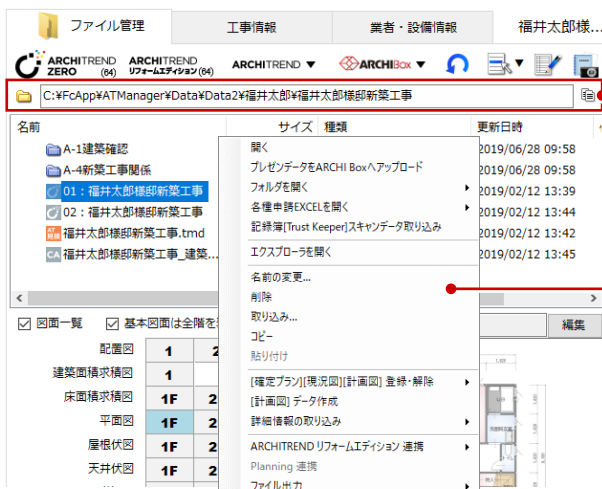 ファイル管理 工事情報 業者・設備情報 福井太郎様...
ARCHITREND ZERO (64) ARCHITREND リフォームエディション (64) ARCHITREND ▼ ARCHIBOX ▼
C:¥FcApp¥ATManager¥Data¥Data2¥福井太郎¥福井太郎様邸新築工事
名前 サイズ 種類 更新日時
A-1建築確認 2019/06/28 09:58
A-4新築工事関係 2019/06/28 09:58
01：福井太郎様邸新築工事 2019/02/12 13:39
02：福井太郎様邸新築工事 2019/02/12 13:44
福井太郎様邸新築工事.tmd 2019/02/12 13:42
福井太郎様邸新築工事_建築... 2019/02/12 13:45
開く
プレゼンデータをARCHI Boxへアップロード
フォルダを開く
各種申請EXCELを開く
記録簿[Trust Keeper]スキャンデータ取り込み
エクスプローラを開く
名前の変更...
削除
取り込み...
コピー
貼り付け
[確定プラン][現況図][計画図] 登録・解除
[計画図] データ作成
詳細情報の取り込み
ARCHITREND リフォームエディション 連携
Planning 連携
ファイル出力
図面一覧 基本図面は全階を 編集
配置図 1 2
建築面積求積図 1
床面積求積図 1F 2
平面図 1F 2
屋根伏図 1F 2
天井伏図 1F 2